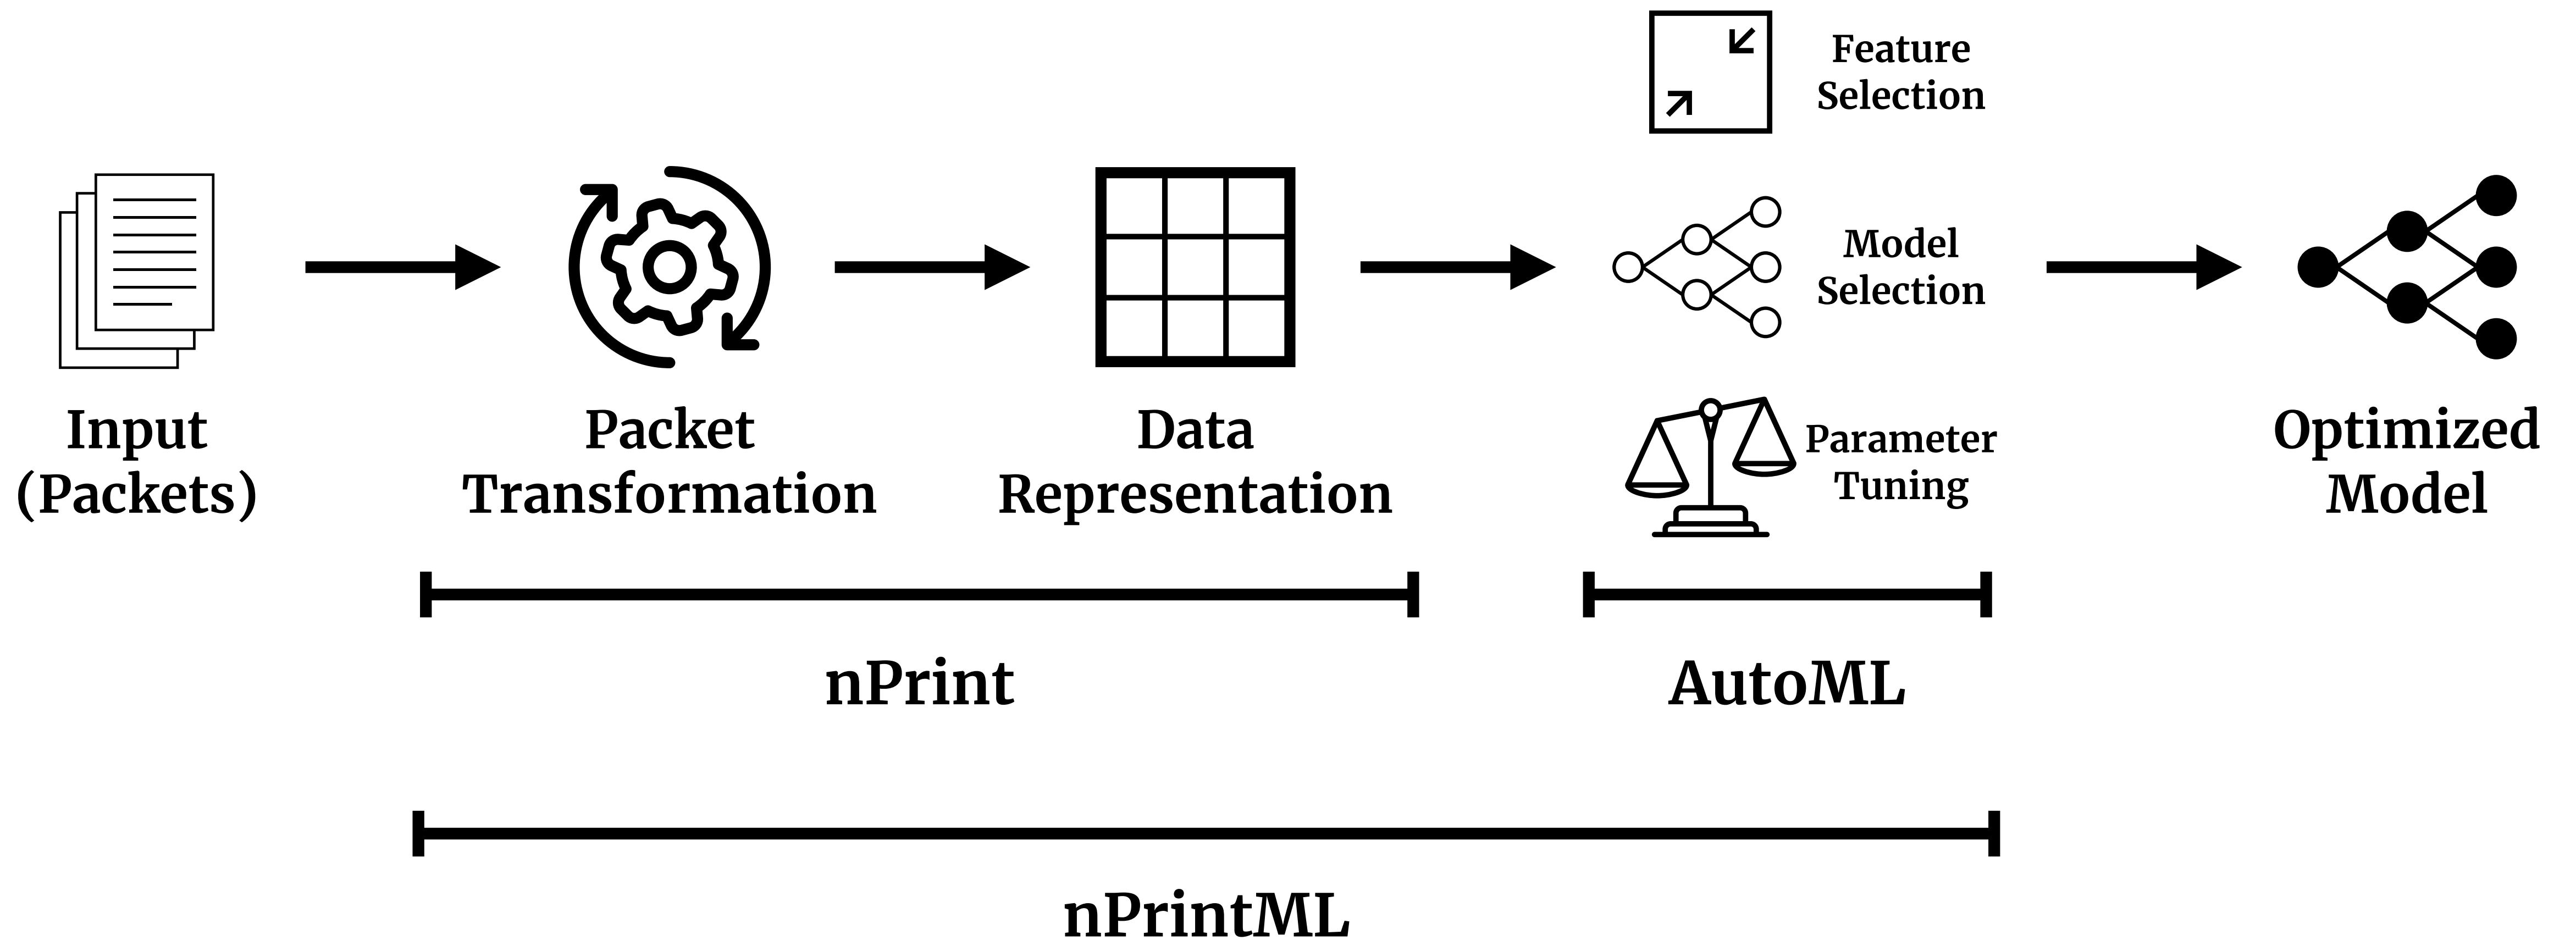 Input
(Packets)
Packet
Transformation
Data
Representation
Feature
Selection
Model
Selection
Parameter
Tuning
Optimized
Model
nPrint
AutoML
nPrintML